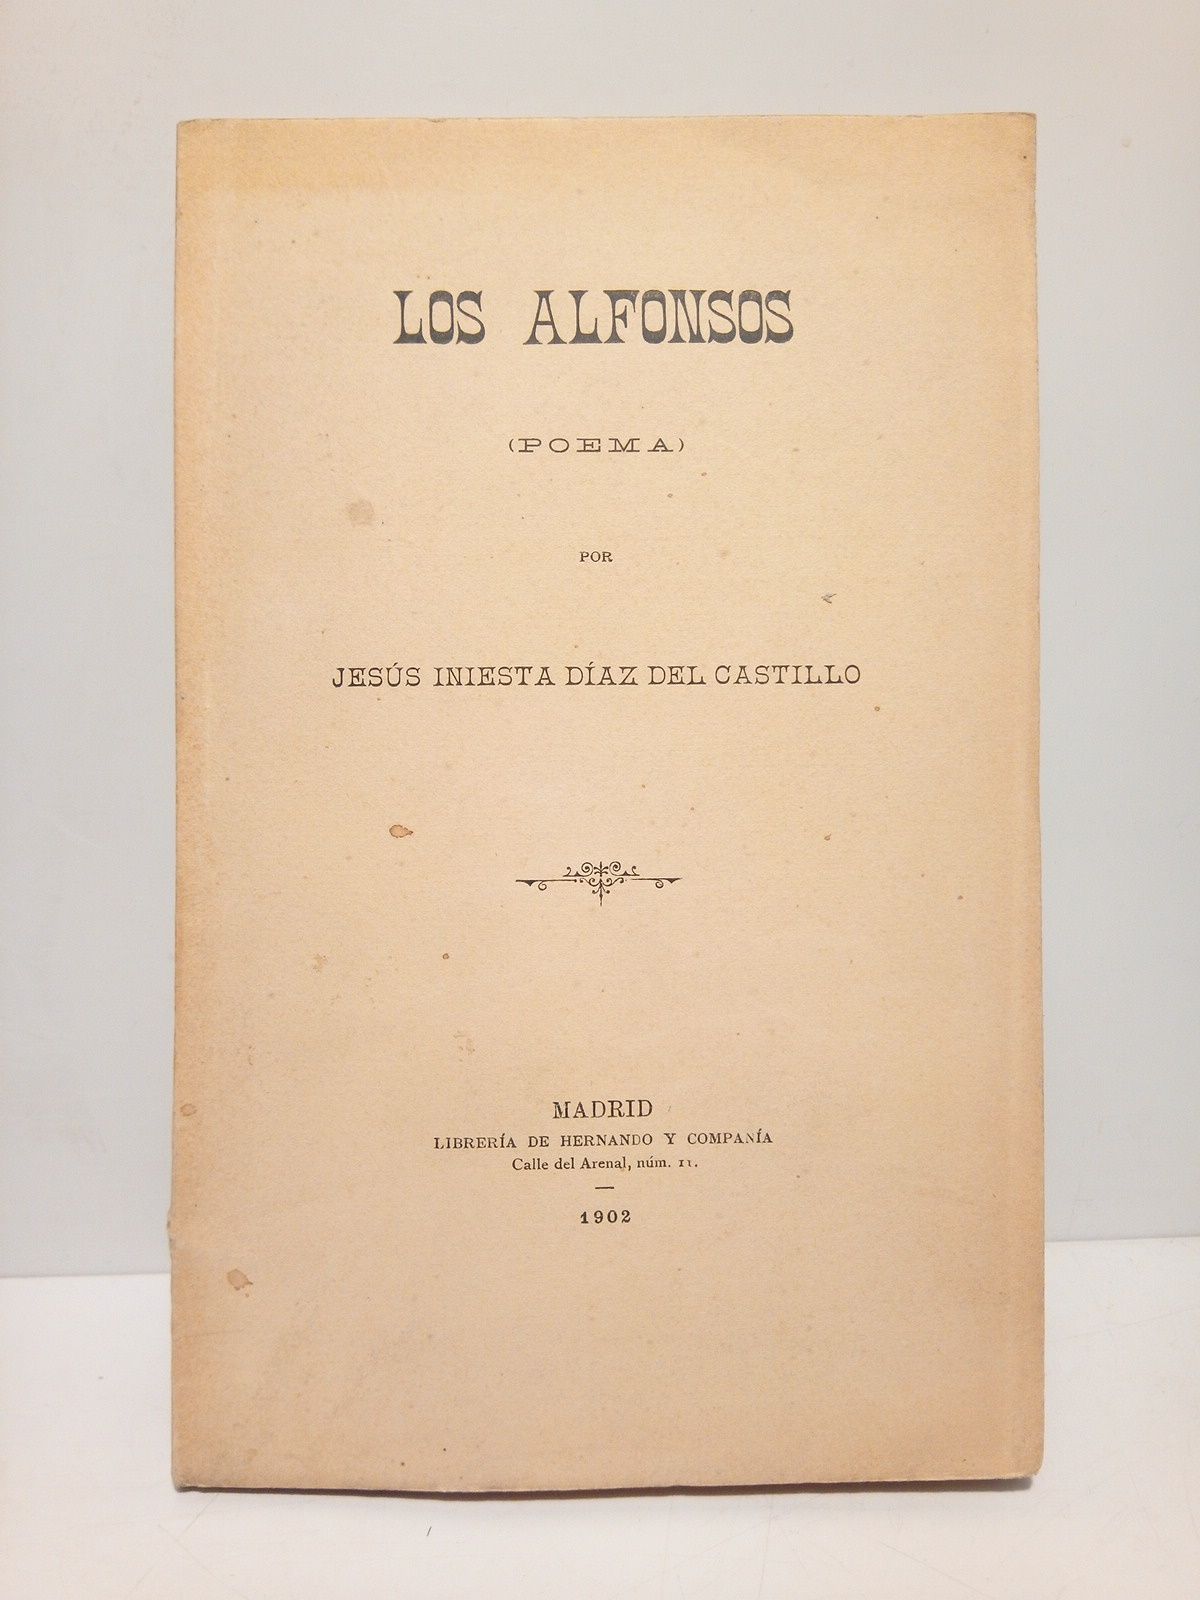 LOS ALFONSOS
(POEMA)
POR
JESÚS INIESTA DÍAZ DEL CASTILLO
MADRID
LIBRERÍA DE HERNANDO Y COMPAÑÍA
Calle del Arenal, núm. 11.
1902